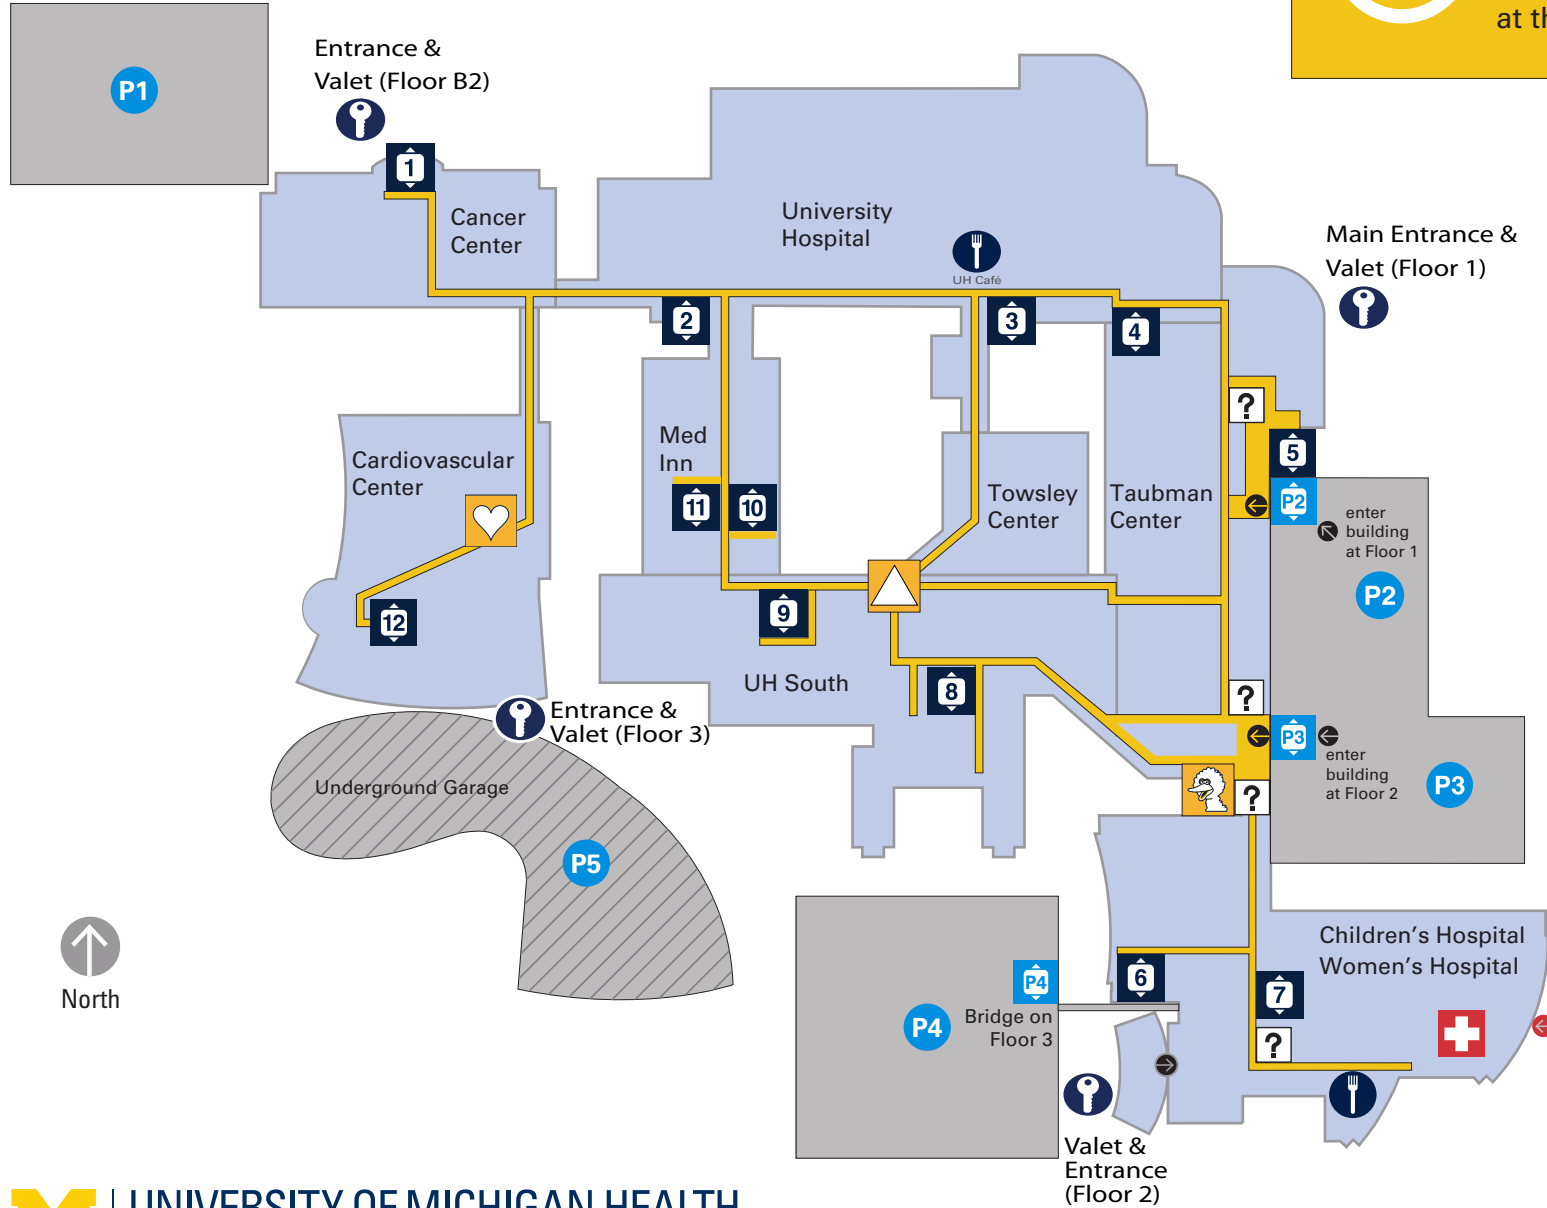 at th
P1
Entrance &
Valet (Floor B2)
1
Cancer
Center
University
Hospital
UH Café
Main Entrance &
Valet (Floor 1)
2
3
4
?
5
Med
Inn
Cardiovascular
Center
11
10
Towsley
Center
Taubman
Center
P2
enter
building
at Floor 1
P2
9
12
UH South
8
?
Entrance &
Valet (Floor 3)
P3
enter
building
at Floor 2
P3
?
Underground Garage
P5
North
Children's Hospital
Women's Hospital
6
7
P4
P4
Bridge on
Floor 3
?
Valet &
Entrance
(Floor 2)
UNIVERSITY OF MICHIGAN HEALTH